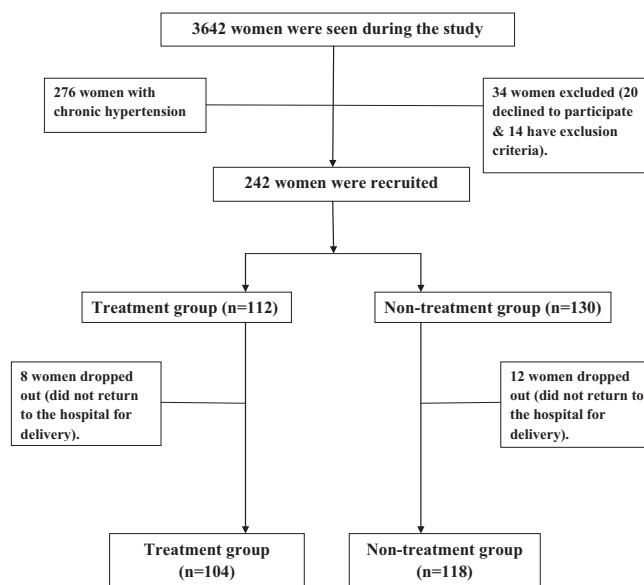 3642 women were seen during the study
276 women with
chronic hypertension
34 women excluded (20
declined to participate
& 14 have exclusion
criteria).
242 women were recruited
Treatment group (n=112)
Non-treatment group (n=130)
8 women dropped
out (did not return
to the hospital for
delivery).
12 women dropped
out (did not return to
the hospital for
delivery).
Treatment group
(n=104)
Non-treatment group
(n=118)